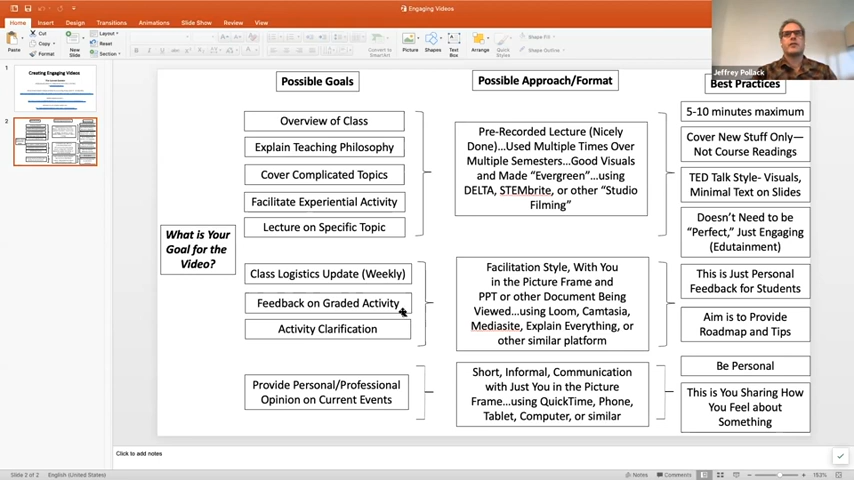 Engaging Videos
Home
Insert
Design
Transitions
Animations
Slide Show
Review
View
Cut
Copy
Format
Paste
New
Slide
Layout
Reset
Section
Convert to
SmartArt
Picture
Shapes
Text
Box
Arrange
Quick
Styles
Shape Fill
Shape Outline
Jeffrey Pollack
1
Creating Engaging Videos
2
Possible Goals
Possible Approach/Format
Best Practices
What is Your
Goal for the
Video?
Overview of Class
Explain Teaching Philosophy
Cover Complicated Topics
Facilitate Experiential Activity
Lecture on Specific Topic
Pre-Recorded Lecture (Nicely
Done)...Used Multiple Times Over
Multiple Semesters...Good Visuals
and Made “Evergreen”...using
DELTA, STEMbrite, or other “Studio
Filming”
5-10 minutes maximum
Cover New Stuff Only—
Not Course Readings
TED Talk Style- Visuals,
Minimal Text on Slides
Doesn’t Need to be
“Perfect,” Just Engaging
(Edutainment)
Class Logistics Update (Weekly)
Feedback on Graded Activity
Activity Clarification
Facilitation Style, With You
in the Picture Frame and
PPT or other Document Being
Viewed...using Loom, Camtasia,
Mediasite, Explain Everything, or
other similar platform
This is Just Personal
Feedback for Students
Aim is to Provide
Roadmap and Tips
Provide Personal/Professional
Opinion on Current Events
Short, Informal, Communication
with Just You in the Picture
Frame...using QuickTime, Phone,
Tablet, Computer, or similar
Be Personal
This is You Sharing How
You Feel about
Something
Click to add notes
Slide 2 of 2
English (United States)
Notes
Comments
153%